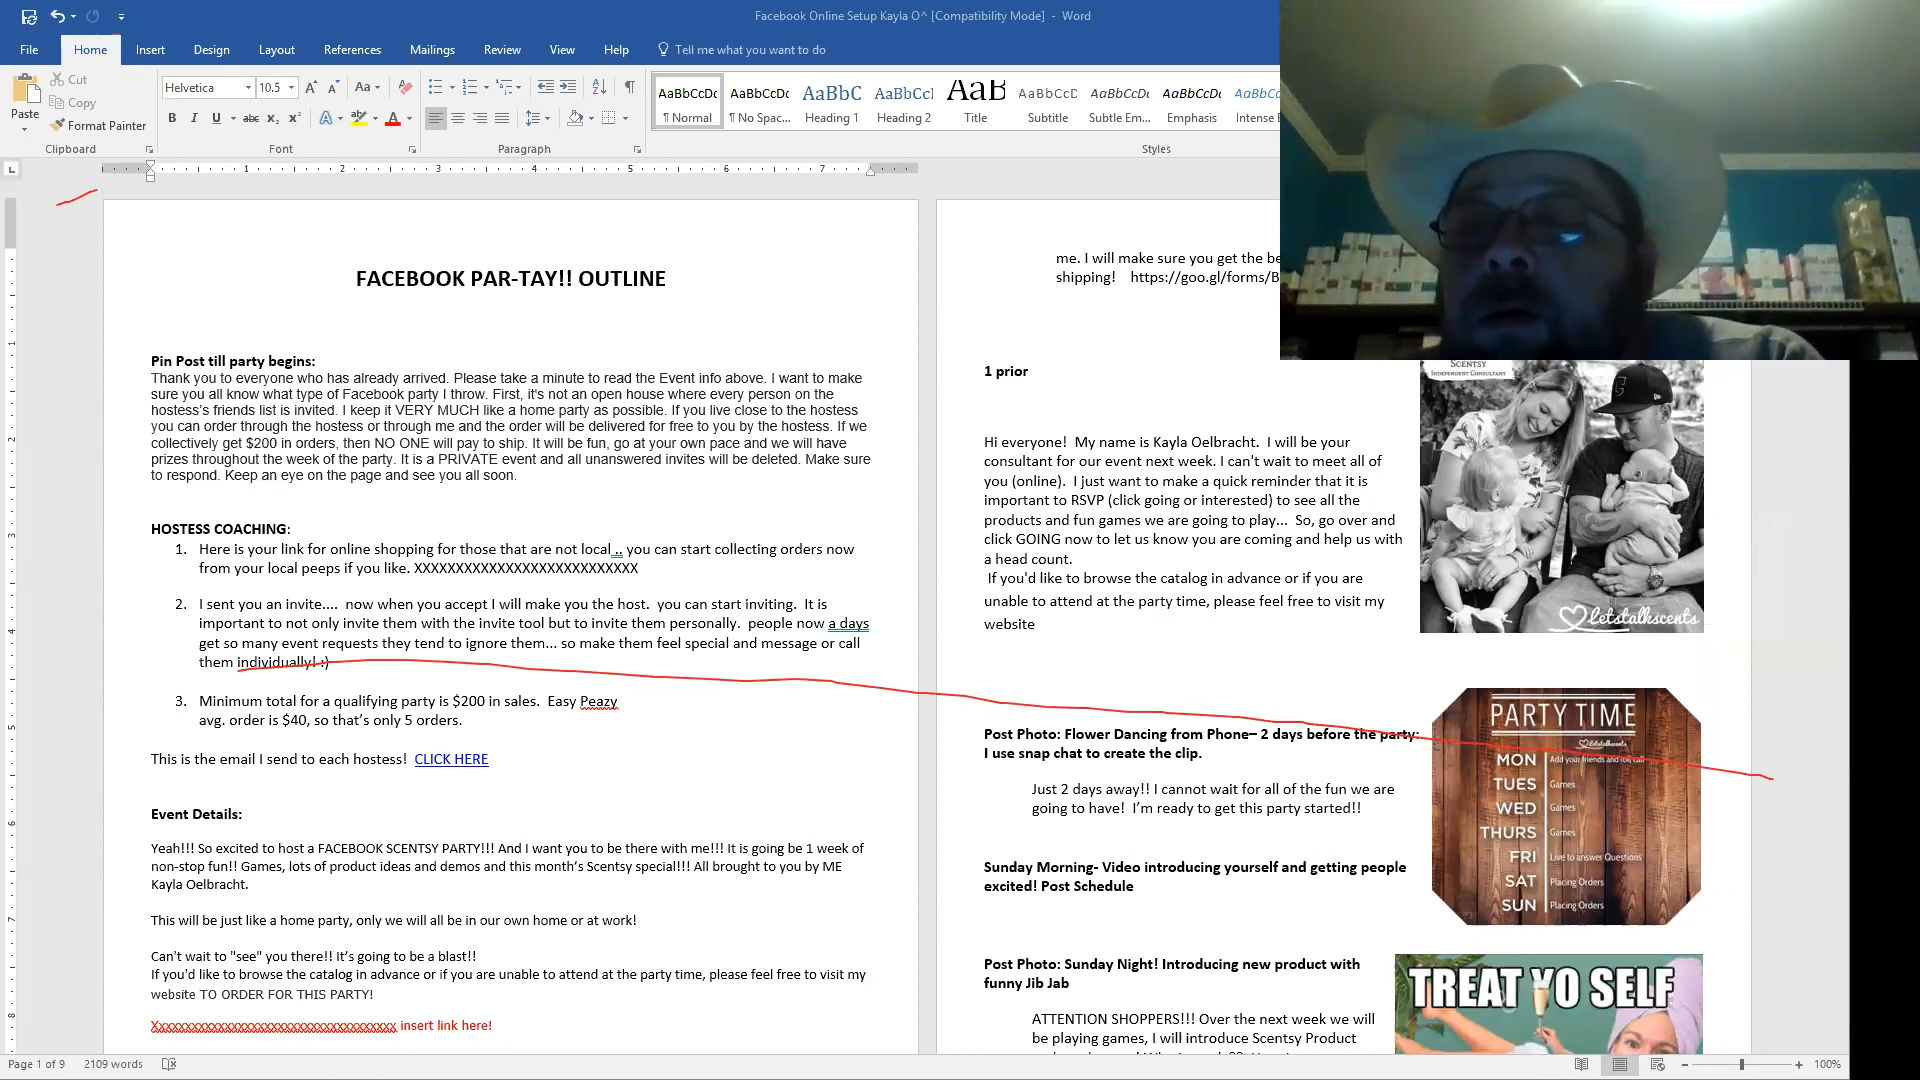 Facebook Online Setup Kayla O^ [Compatibility Mode] - Word
File Home Insert Design Layout References Mailings Review View Help Tell me what you want to do
Cut
Copy
Format Painter
Paste
Helvetica 10.5
Clipboard Font Paragraph Styles
AaBbCcDc AaBbCcDc AaBbC AaBbCcI AaB AaBbCcD AaBbCcDt AaBbCcDt
¶ Normal ¶ No Spac... Heading 1 Heading 2 Title Subtitle Subtle Em... Emphasis Intense
1 2 3 4 5 6 7
FACEBOOK PAR-TAY!! OUTLINE
Pin Post till party begins:
Thank you to everyone who has already arrived. Please take a minute to read the Event info above. I want to make
sure you all know what type of Facebook party I throw. First, it's not an open house where every person on the
hostess's friends list is invited. I keep it VERY MUCH like a home party as possible. If you live close to the hostess
you can order through the hostess or through me and the order will be delivered for free to you by the hostess. If we
collectively get $200 in orders, then NO ONE will pay to ship. It will be fun, go at your own pace and we will have
prizes throughout the week of the party. It is a PRIVATE event and all unanswered invites will be deleted. Make sure
to respond. Keep an eye on the page and see you all soon.
HOSTESS COACHING:
1. Here is your link for online shopping for those that are not local .. you can start collecting orders now
from your local peeps if you like. XXXXXXXXXXXXXXXXXXXXXXXXXXX
2. I sent you an invite.... now when you accept I will make you the host. you can start inviting. It is
important to not only invite them with the invite tool but to invite them personally. people now a days
get so many event requests they tend to ignore them... so make them feel special and message or call
them individually! :)
3. Minimum total for a qualifying party is $200 in sales. Easy Peazy
avg. order is $40, so that's only 5 orders.
This is the email I send to each hostess! CLICK HERE
Event Details:
Yeah!!! So excited to host a FACEBOOK SCENTSY PARTY!!! And I want you to be there with me!!! It is going be 1 week of
non-stop fun!! Games, lots of product ideas and demos and this month's Scentsy special!!! All brought to you by ME
Kayla Oelbracht.
This will be just like a home party, only we will all be in our own home or at work!
Can't wait to "see" you there!! It's going to be a blast!!
If you'd like to browse the catalog in advance or if you are unable to attend at the party time, please feel free to visit my
website TO ORDER FOR THIS PARTY!
Xxxxxxxxxxxxxxxxxxxxxxxxxxxxxxxxxxxxx insert link here!
me. I will make sure you get the be
shipping! https://goo.gl/forms/B
1 prior
Hi everyone! My name is Kayla Oelbracht. I will be your
consultant for our event next week. I can't wait to meet all of
you (online). I just want to make a quick reminder that it is
important to RSVP (click going or interested) to see all the
products and fun games we are going to play... So, go over and
click GOING now to let us know you are coming and help us with
a head count.
If you'd like to browse the catalog in advance or if you are
unable to attend at the party time, please feel free to visit my
website
SCENTSY
INDEPENDENT CONSULTANT
letstalkscents
Post Photo: Flower Dancing from Phone– 2 days before the party:
I use snap chat to create the clip.
Just 2 days away!! I cannot wait for all of the fun we are
going to have! I'm ready to get this party started!!
PARTY TIME
letstalkscents
MON Add your friends and roll call
TUES Games
WED Games
THURS Games
FRI Live to answer Questions
SAT Placing Orders
SUN Placing Orders
Sunday Morning- Video introducing yourself and getting people
excited! Post Schedule
Post Photo: Sunday Night! Introducing new product with
funny Jib Jab
TREAT YO SELF
ATTENTION SHOPPERS!!! Over the next week we will
be playing games, I will introduce Scentsy Product
Page 1 of 9 2109 words 100%